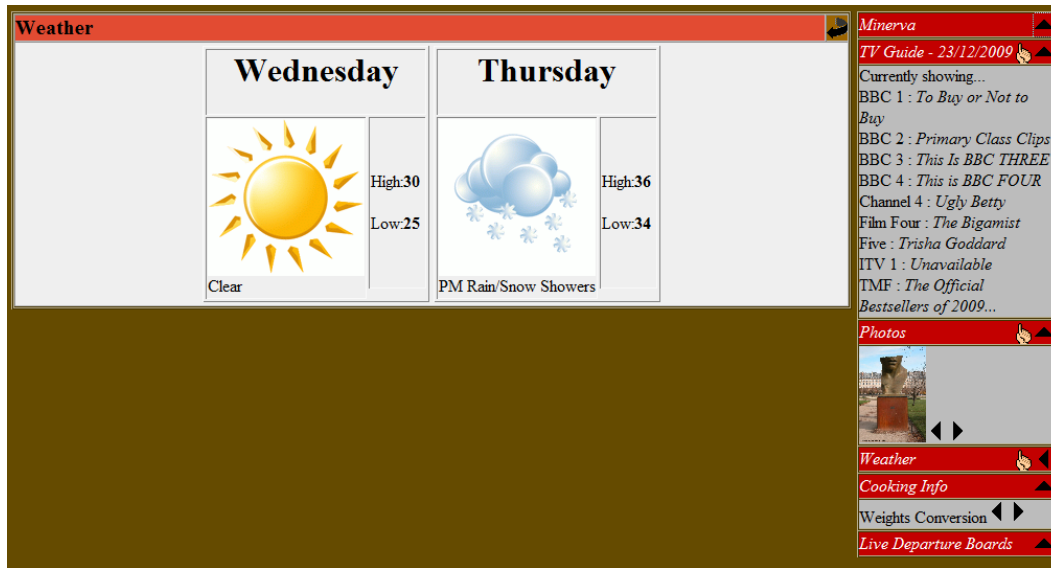 Weather
Wednesday
High:30
Low:25
Clear
Thursday
High:36
Low:34
PM Rain/Snow Showers
Minerva
TV Guide - 23/12/2009
Currently showing...
BBC 1 : To Buy or Not to
Buy
BBC 2 : Primary Class Clips
BBC 3 : This Is BBC THREE
BBC 4 : This is BBC FOUR
Channel 4 : Ugly Betty
Film Four : The Bigamist
Five : Trisha Goddard
ITV 1 : Unavailable
TMF : The Official
Bestsellers of 2009...
Photos
Weather
Cooking Info
Weights Conversion
Live Departure Boards